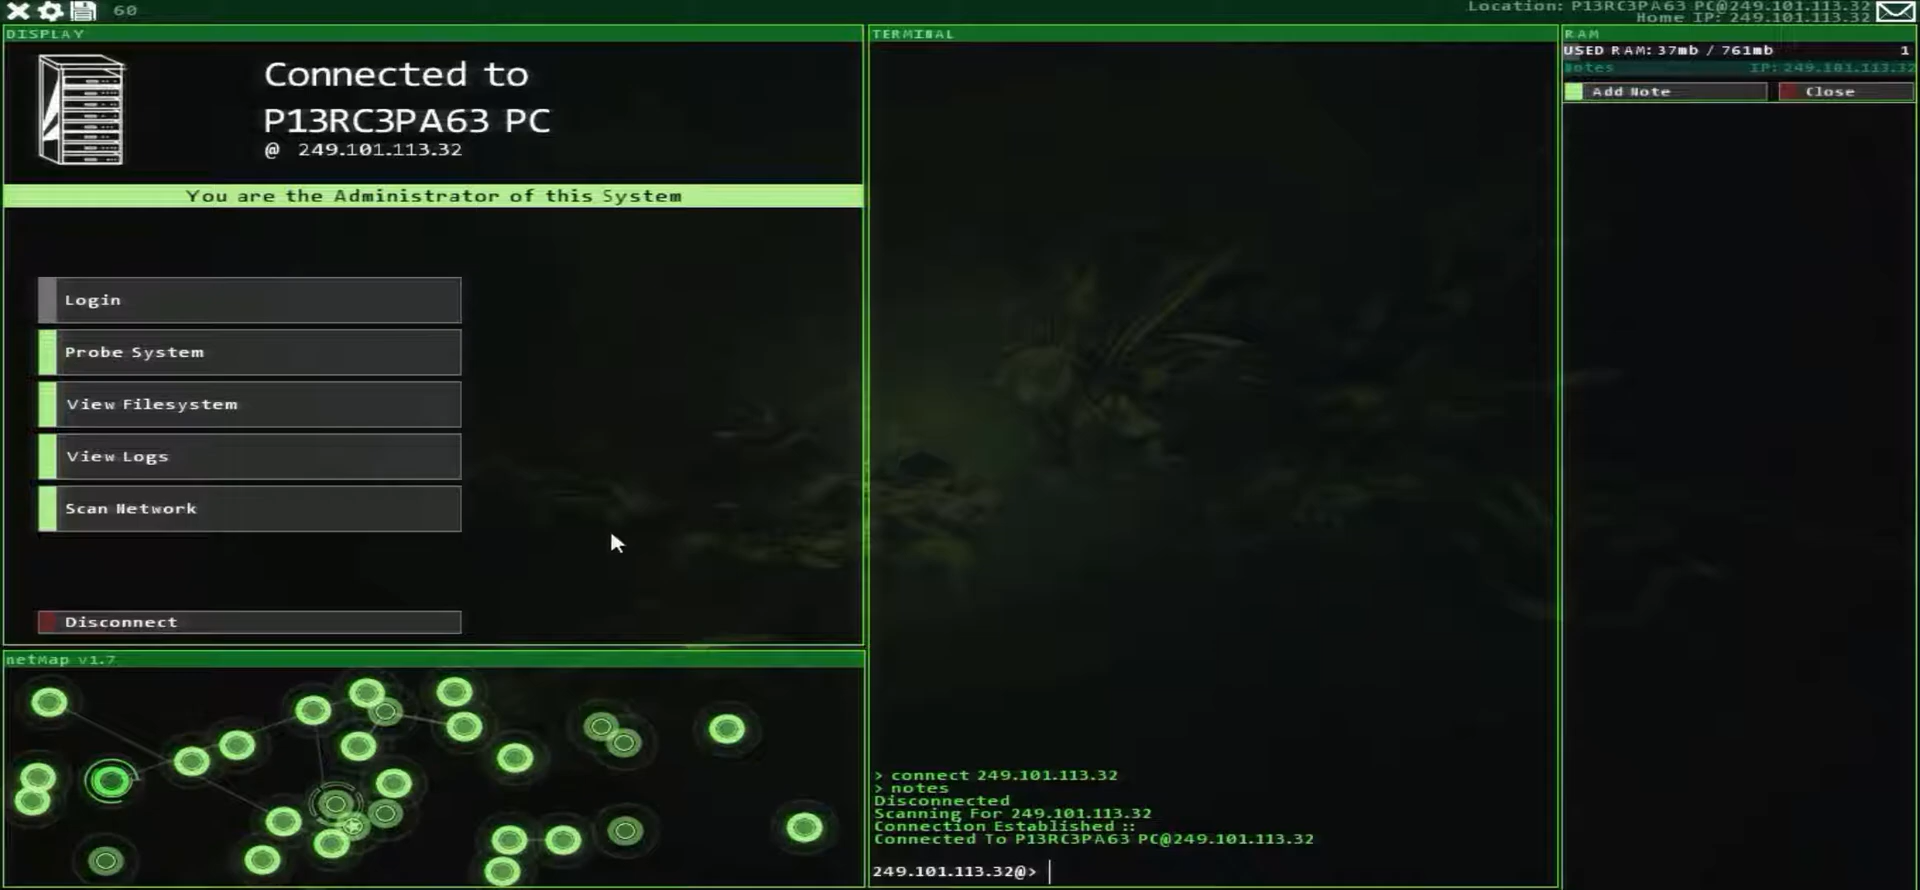 60
Location: P13RC3PA63 PC@249.101.113.32
Home IP: 249.101.113.32
DISPLAY
Connected to
P13RC3PA63 PC
@ 249.101.113.32
You are the Administrator of this System
Login
Probe System
View Filesystem
View Logs
Scan Network
Disconnect
netMap v1.7
TERMINAL
> connect 249.101.113.32
> notes
Disconnected
Scanning For 249.101.113.32
Connection Established ::
Connected To P13RC3PA63 PC@249.101.113.32
249.101.113.32@>
RAM
USED RAM: 37mb / 761mb 1
Notes IP: 249.101.113.32
Add Note Close